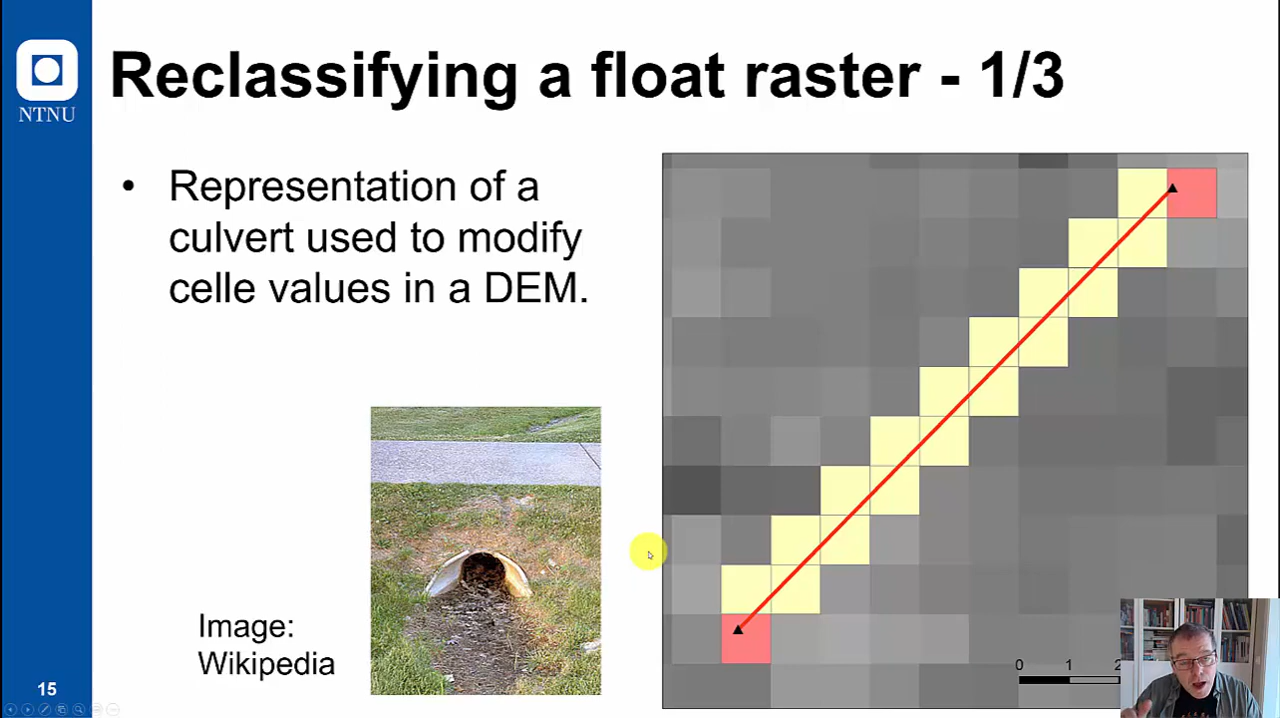 Reclassifying a float raster - 1/3
NTNU
• Representation of a
culvert used to modify
celle values in a DEM.
Image:
Wikipedia
0 1 2
15